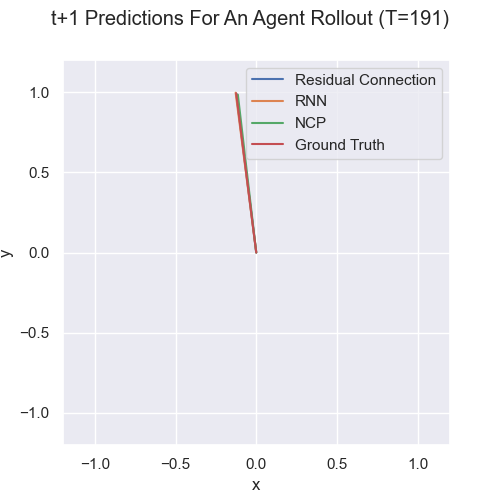 t+1 Predictions For An Agent Rollout (T=191)
Residual Connection
RNN
NCP
Ground Truth
1.0
0.5
0.0
−0.5
−1.0
y
−1.0 −0.5 0.0 0.5 1.0
x